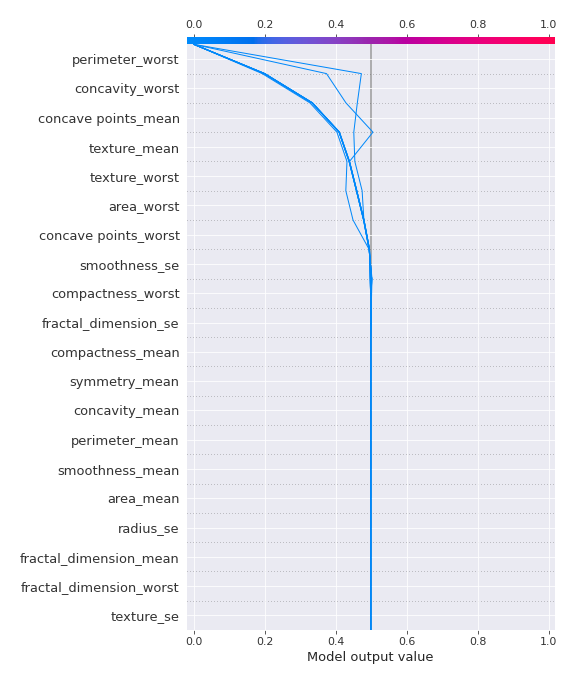 0.0 0.2 0.4 0.6 0.8 1.0
perimeter_worst
concavity_worst
concave points_mean
texture_mean
texture_worst
area_worst
concave points_worst
smoothness_se
compactness_worst
fractal_dimension_se
compactness_mean
symmetry_mean
concavity_mean
perimeter_mean
smoothness_mean
area_mean
radius_se
fractal_dimension_mean
fractal_dimension_worst
texture_se
0.0 0.2 0.4 0.6 0.8 1.0
Model output value